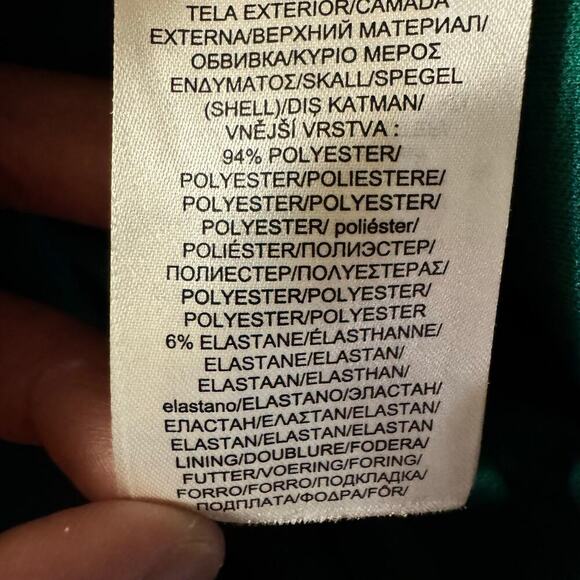 TELA EXTERIOR/CAMADA
EXTERNA/ВЕРХНИЙ МАТЕРИАЛ/
ОБВИВКА/ΚΥΡΙΟ ΜΕΡΟΣ
ΕΝΔΥΜΑΤΟΣ/SKALL/SPEGEL
(SHELL)/DIŞ KATMAN/
VNĚJŠÍ VRSTVA :
94% POLYESTER/
POLYESTER/POLIESTERE/
POLYESTER/POLYESTER/
POLYESTER/ poliéster/
POLIÉSTER/ПОЛИЭСТЕР/
ПОЛИЕСТЕР/ΠΟΛΥΕΣΤΕΡΑΣ/
POLYESTER/POLYESTER/
POLYESTER/POLYESTER
6% ELASTANE/ÉLASTHANNE/
ELASTANE/ELASTAN/
ELASTAAN/ELASTHAN/
elastano/ELASTANO/ЭЛАСТАН/
ЕЛАСТАН/ΕΛΑΣΤΑΝ/ELASTAN/
ELASTAN/ELASTAN/ELASTAN
LINING/DOUBLURE/FODERA/
FUTTER/VOERING/FORING/
FORRO/FORRO/ПОДКЛАДКА/
ПОДПЛАТА/ΦΟΔΡΑ/FÔR/